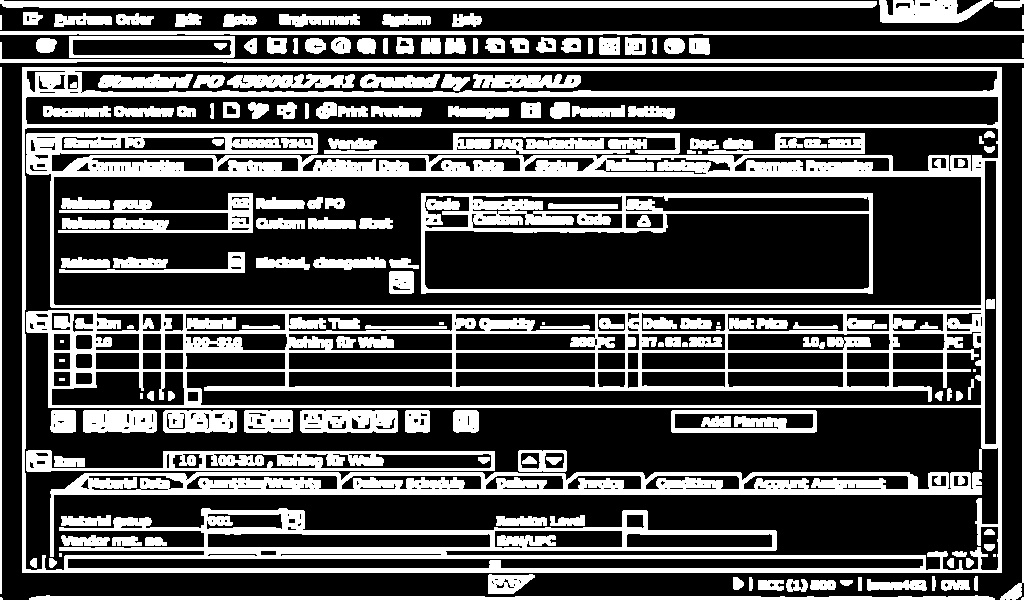 Purchase Order Edit Goto Environment System Help
Standard PO 4500017341 Created by THEOBALD
Document Overview On Print Preview Messages Personal Setting
Standard PO 4500017341 Vendor 1005 PAQ Deutschland GmbH Doc. date 16.02.2012
Communication Partners Additional Data Org. Data Status Release strategy Payment Processing
Release group 02 Release of PO Code Description Stat
Release Strategy Z1 Custom Release Strat Z1 Custom Release Code
Release Indicator Blocked, changeable wit...
S... Itm A I Material Short Text PO Quantity O... C Deliv. Date Net Price Curr... Per O...
10 100-310 Rohling für Welle 200 PC D 27.02.2012 1 PC
Addl Planning
Item [ 10 ] 100-310 , Rohling für Welle
Material Data Quantities/Weights Delivery Schedule Delivery Invoice Conditions Account Assignment
Material group 001 Revision Level
Vendor mat. no. EAN/UPC
ECC (1) 800 OVR